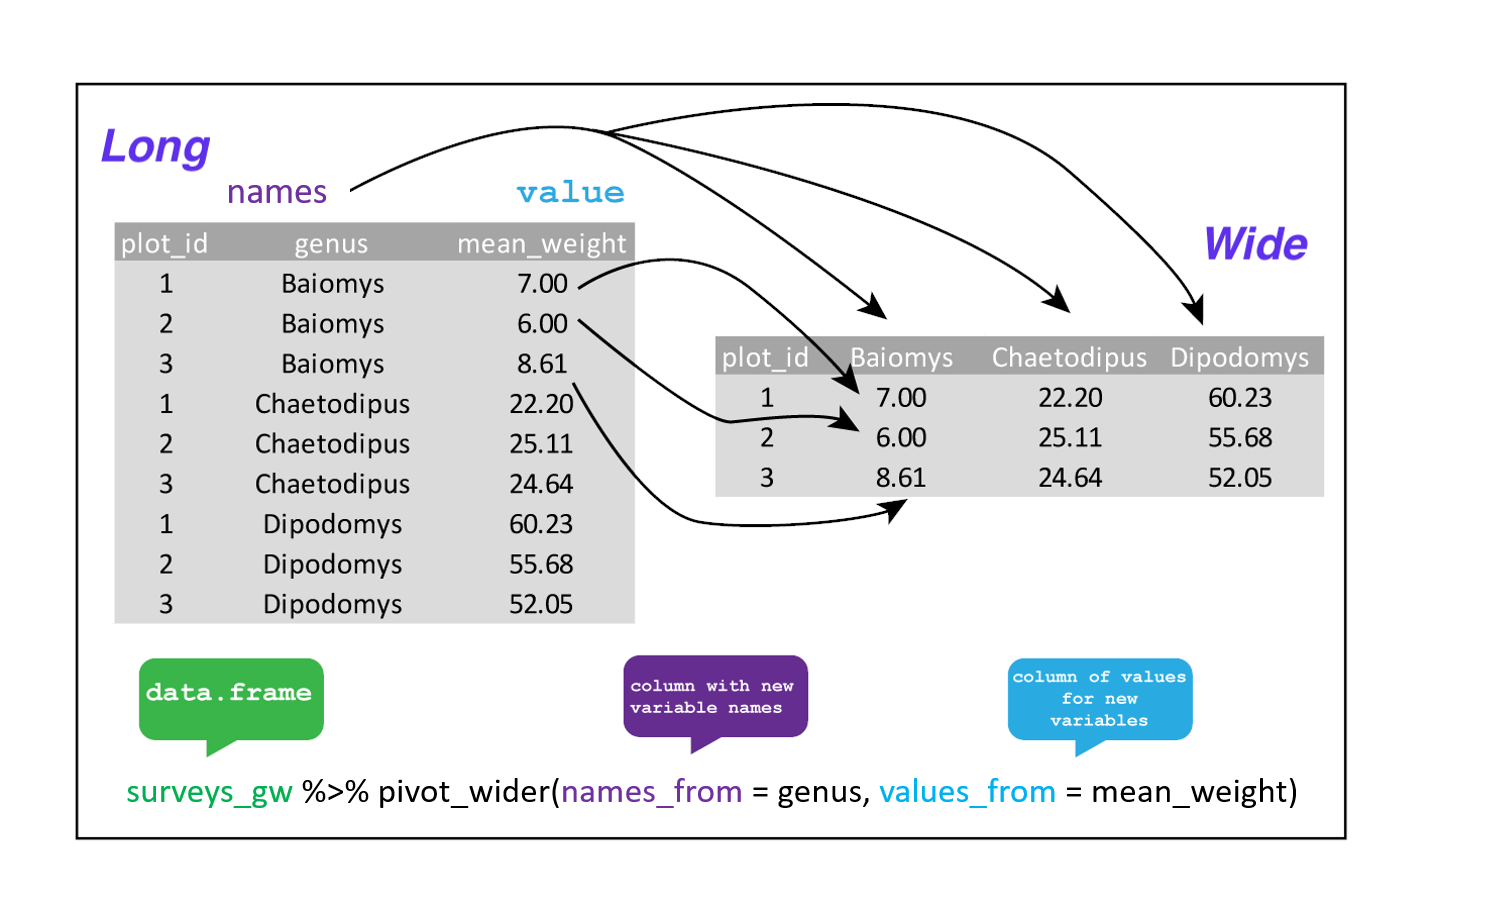 Long
names value
plot_id genus mean_weight
1 Baiomys 7.00
2 Baiomys 6.00
3 Baiomys 8.61
1 Chaetodipus 22.20
2 Chaetodipus 25.11
3 Chaetodipus 24.64
1 Dipodomys 60.23
2 Dipodomys 55.68
3 Dipodomys 52.05
Wide
plot_id Baiomys Chaetodipus Dipodomys
1 7.00 22.20 60.23
2 6.00 25.11 55.68
3 8.61 24.64 52.05
data.frame
column with new
variable names
column of values
for new
variables
surveys_gw %>% pivot_wider(names_from = genus, values_from = mean_weight)